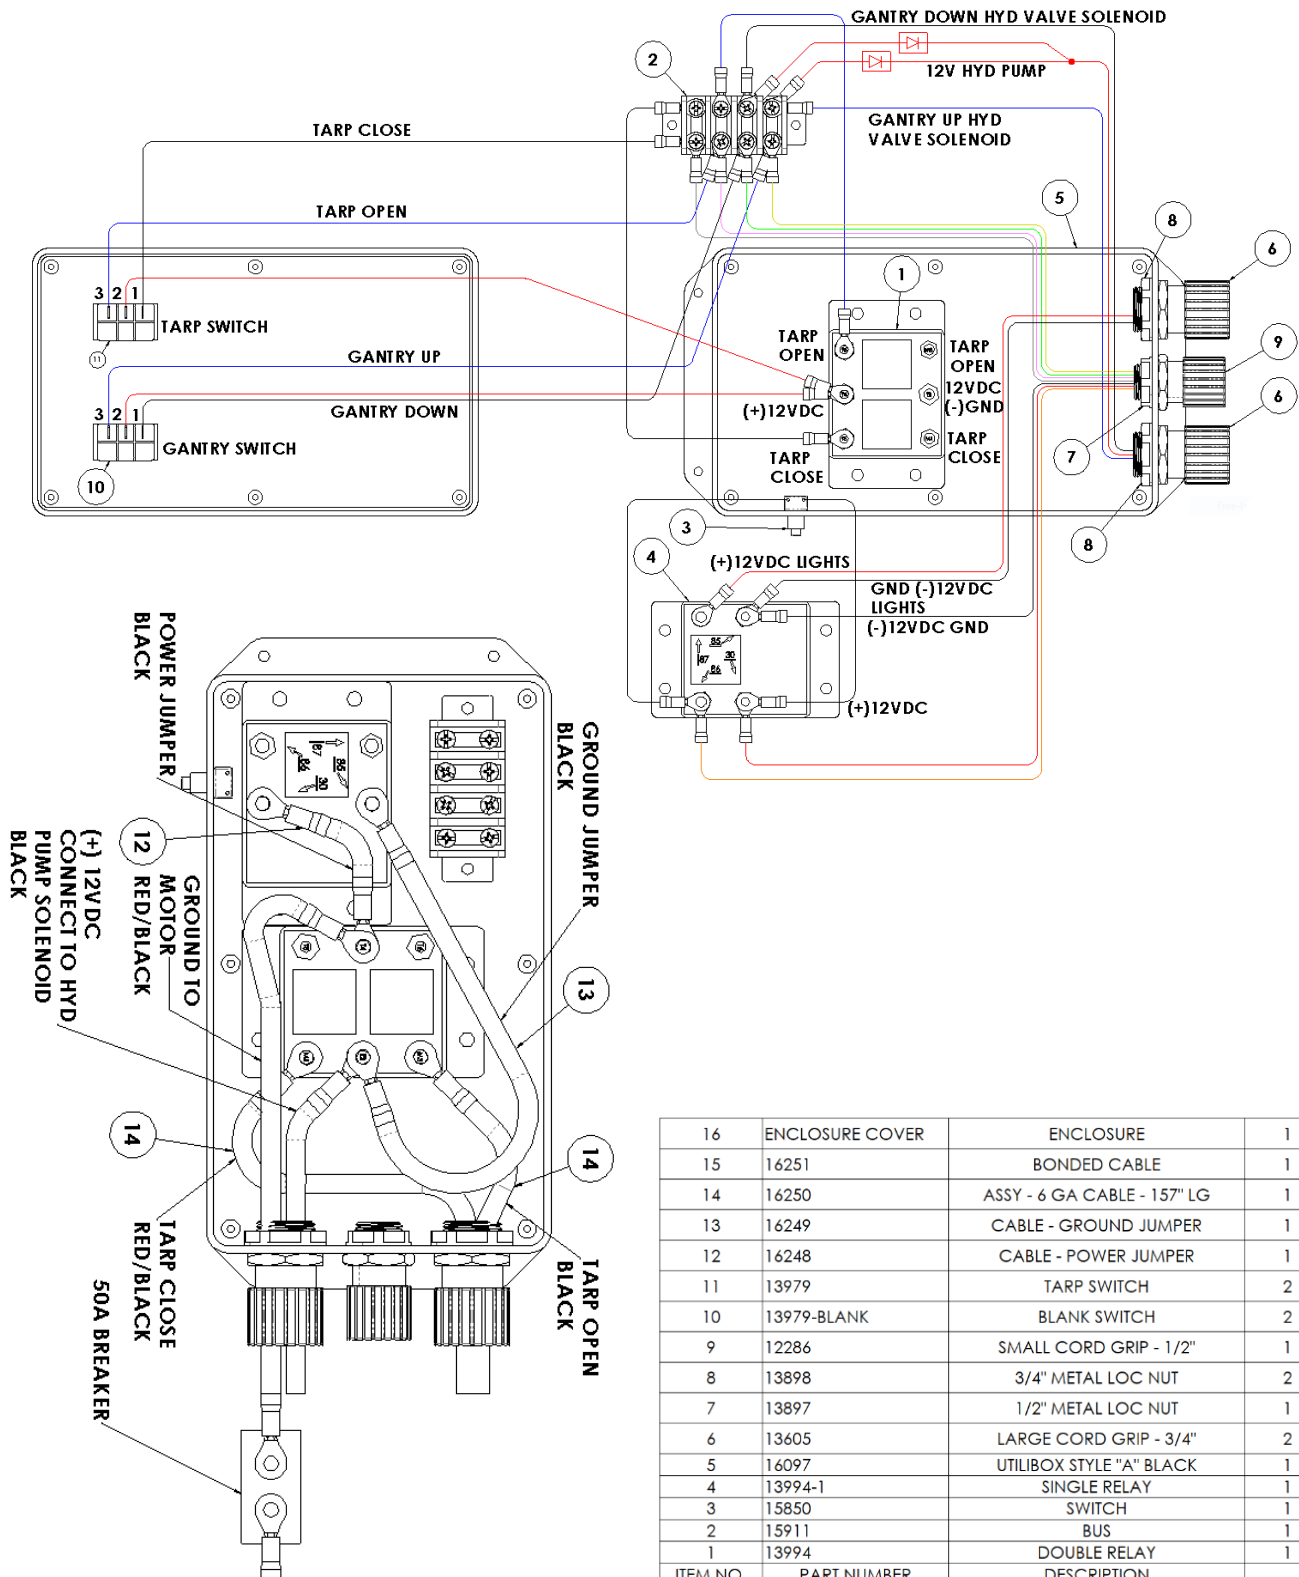 GANTRY DOWN HYD VALVE SOLENOID
2
12V HYD PUMP
TARP CLOSE
GANTRY UP HYD
VALVE SOLENOID
TARP OPEN
5
8
6
1
3 2 1
TARP SWITCH
11
TARP
OPEN
TARP
OPEN
9
GANTRY UP
12VDC
(-)GND
(+)12VDC
GANTRY DOWN
6
3 2 1
GANTRY SWITCH
TARP
CLOSE
TARP
CLOSE
7
10
3
8
4
(+)12VDC LIGHTS
GND (-)12VDC
LIGHTS
(-)12VDC GND
85
87
30
86
(+)12VDC
POWER JUMPER
BLACK
GROUND JUMPER
BLACK
87
85
86
30
12
(+) 12VDC
CONNECT TO HYD
PUMP SOLENOID
BLACK
GROUND TO
MOTOR
RED/BLACK
13
14
14
TARP CLOSE
RED/BLACK
TARP OPEN
BLACK
50A BREAKER
16 ENCLOSURE COVER ENCLOSURE 1
15 16251 BONDED CABLE 1
14 16250 ASSY - 6 GA CABLE - 157" LG 1
13 16249 CABLE - GROUND JUMPER 1
12 16248 CABLE - POWER JUMPER 1
11 13979 TARP SWITCH 2
10 13979-BLANK BLANK SWITCH 2
9 12286 SMALL CORD GRIP - 1/2" 1
8 13898 3/4" METAL LOC NUT 2
7 13897 1/2" METAL LOC NUT 1
6 13605 LARGE CORD GRIP - 3/4" 2
5 16097 UTILIBOX STYLE "A" BLACK 1
4 13994-1 SINGLE RELAY 1
3 15850 SWITCH 1
2 15911 BUS 1
1 13994 DOUBLE RELAY 1
ITEM NO PART NUMBER DESCRIPTION